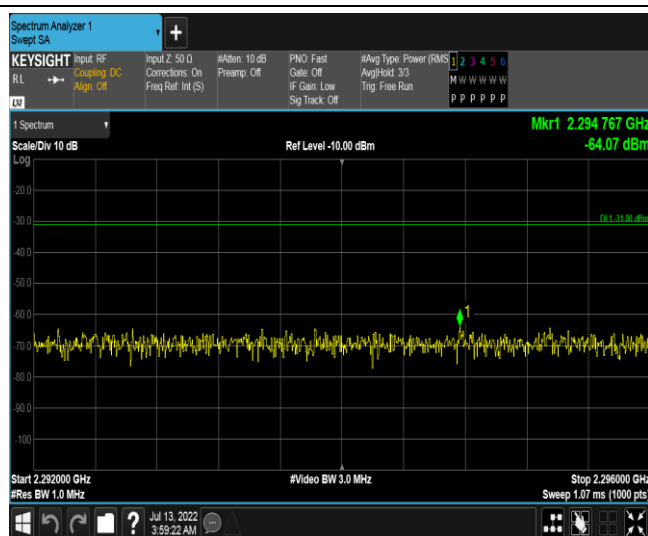 Spectrum Analyzer 1
Swept SA
KEYSIGHT
RL
LXI
Input: RF
Coupling: DC
Align: Off
Input Z: 50 Ω
Corrections: On
Freq Ref: Int (S)
#Atten: 10 dB
Preamp: Off
PNO: Fast
Gate: Off
IF Gain: Low
Sig Track: Off
#Avg Type: Power (RMS
Avg|Hold: 3/3
Trig: Free Run
1 2 3 4 5 6
M W W W W W
P P P P P P
1 Spectrum
Mkr1 2.294 767 GHz
Scale/Div 10 dB
Ref Level -10.00 dBm
-64.07 dBm
Log
-20.0
-30.0
DL1 -31.00 dBm
-40.0
-50.0
-60.0
1
-70.0
-80.0
-90.0
-100
Start 2.292000 GHz
#Video BW 3.0 MHz
Stop 2.296000 GHz
#Res BW 1.0 MHz
Sweep 1.07 ms (1000 pts)
?
Jul 13, 2022
3:59:22 AM